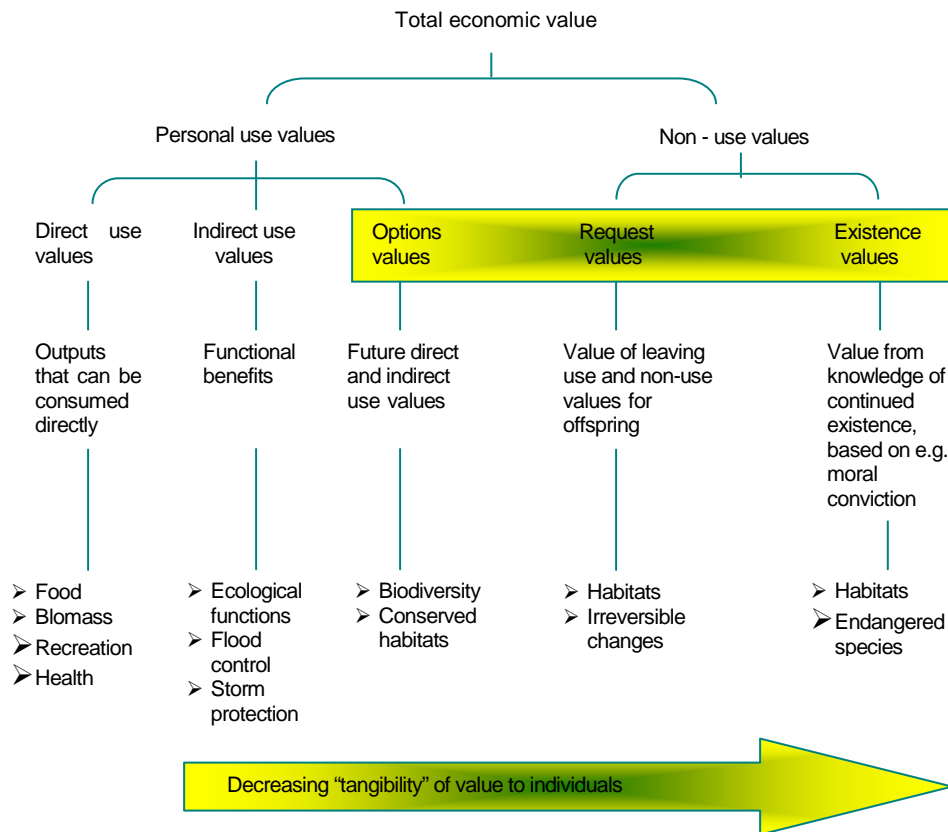 Total economic value
Personal use values
Non - use values
Direct use
values
Indirect use
values
Options
values
Request
values
Existence
values
Outputs
that can be
consumed
directly
Functional
benefits
Future direct
and indirect
use values
Value of leaving
use and non-use
values for
offspring
Value from
knowledge of
continued
existence,
based on e.g.
moral
conviction
➢ Food
➢ Blomass
➢ Recreation
➢ Health
➢ Ecological
functions
➢ Flood
control
➢ Storm
protection
➢ Biodiversity
➢ Conserved
habitats
➢ Habitats
➢ Irreversible
changes
➢ Habitats
➢ Endangered
species
Decreasing “tangibility” of value to individuals